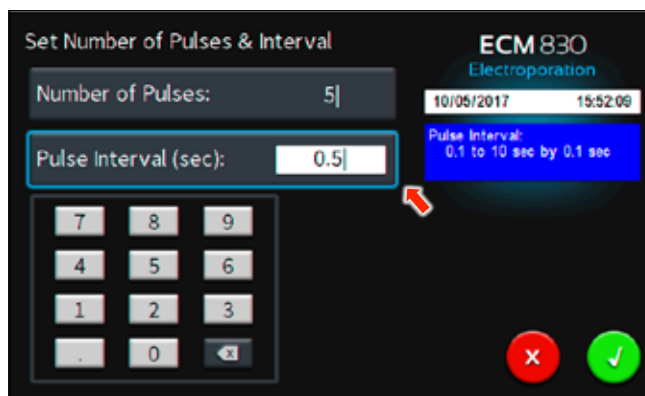 Set Number of Pulses & Interval
ECM 830
Electroporation
Number of Pulses: 5
10/05/2017 15:52:09
Pulse Interval (sec): 0.5
Pulse Interval:
0.1 to 10 sec by 0.1 sec
7 8 9
4 5 6
1 2 3
. 0